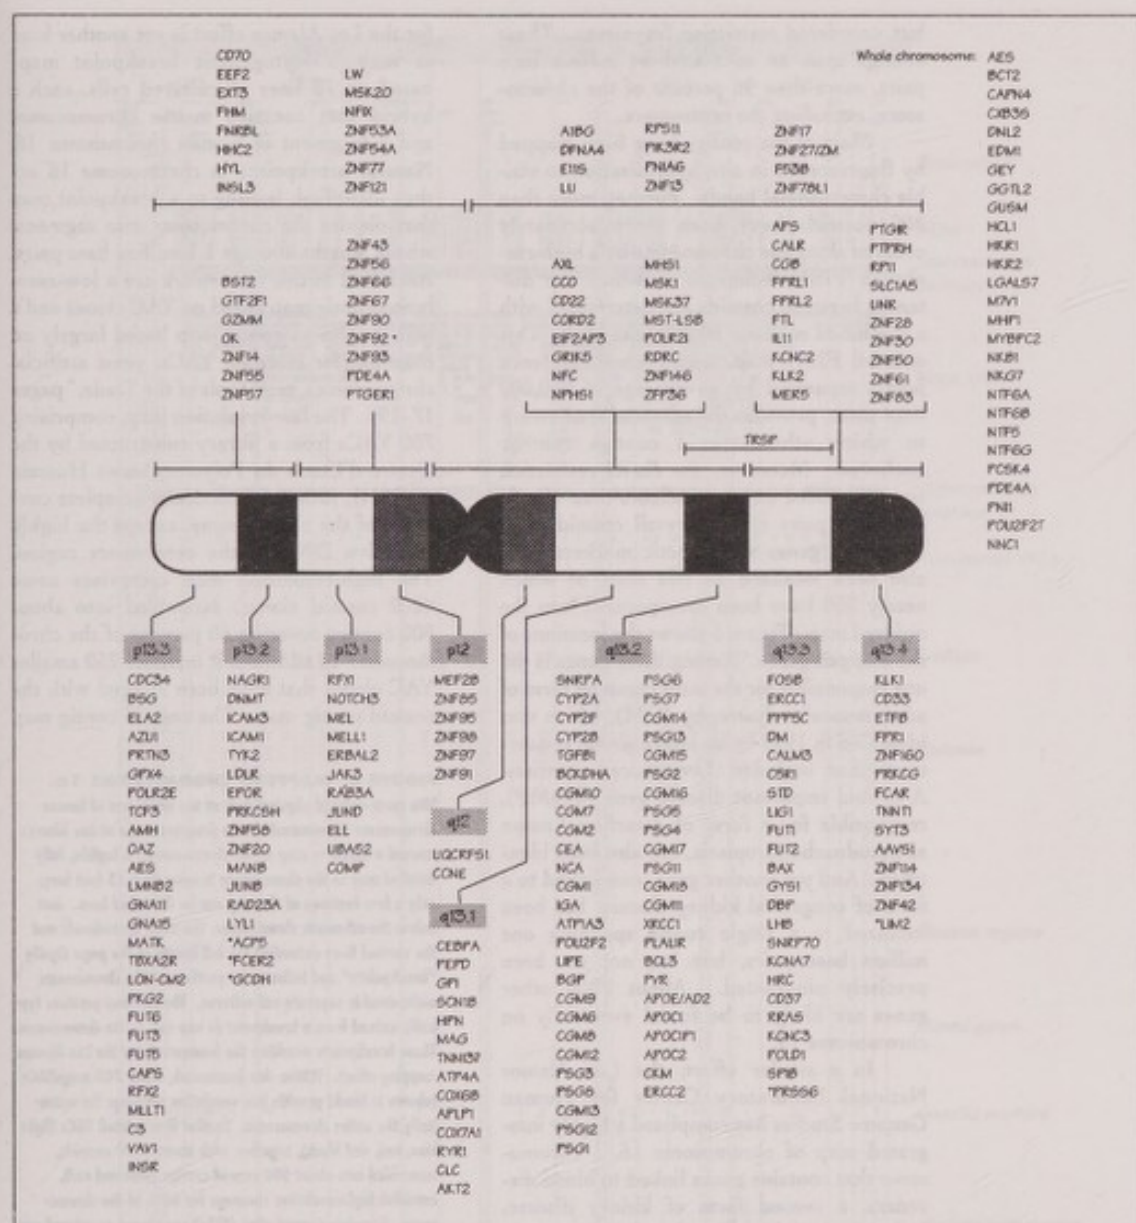 Whole chromosome:
AES
BCT2
CAPN4
CXB3S
DNL2
EDM1
GEY
GGTL2
GUSM
HCL1
HKR1
HKR2
LGALS7
M7V1
MHP1
MYBPC2
NKB1
NKG7
NTF6A
NTF6B
NTF5
NTF6G
PCSK4
PDE4A
PNI1
POU2F2T
NNC1
CD70
EEF2
EXT3
FHM
FNRBL
HHC2
HYL
INSL3
LW
MSK20
NFIX
ZNF53A
ZNF54A
ZNF77
ZNF121
A1BG
DFNA4
E11S
LU
RPS11
PIK3R2
PNIAG
ZNF13
ZNF17
ZNF27/ZM
P53B
ZNF78L1
BST2
GTF2F1
GZMM
OK
ZNF14
ZNF55
ZNF57
ZNF43
ZNF56
ZNF66
ZNF67
ZNF90
ZNF92 *
ZNF93
PDE4A
PTGER1
AXL
CCO
CD22
CORD2
EIF2AP3
GRIK5
NFC
NPHS1
MHS1
MSK1
MSK37
MST-LSB
POLR2I
RDRC
ZNF146
ZFP36
APS
CALR
CGB
FPRL1
FPRL2
FTL
IL11
KCNC2
KLK2
MER5
PTGIR
PTPRH
RP11
SLC1A5
UNR
ZNF28
ZNF30
ZNF50
ZNF61
ZNF83
TRSP
p13.3
CDC34
BSG
ELA2
AZU1
PRTN3
GPX4
POLR2E
TCF3
AMH
OAZ
AES
LMNB2
GNA11
GNA15
MATK
TBXA2R
LON-CM2
PKG2
FUT6
FUT3
FUT5
CAPS
RFX2
MLLT1
C3
VAV1
INSR
p13.2
NAGR1
DNMT
ICAM3
ICAM1
TYK2
LDLR
EPOR
PRKCSH
ZNF58
ZNF20
MANB
JUNB
RAD23A
LYL1
*ACP5
*FCER2
*GCDH
p13.1
RFX1
NOTCH3
MEL
MELL1
ERBAL2
JAK3
RAB3A
JUND
ELL
UBAS2
COMP
p12
MEF2B
ZNF85
ZNF95
ZNF98
ZNF97
ZNF91
q12
UQCRFS1
CCNE
q13.1
CEBPA
PEPD
GPI
SCN1B
HPN
MAG
TNNI3?
ATP4A
COX6B
APLP1
COX7A1
RYR1
CLC
AKT2
q13.2
SNRPA
CYP2A
CYP2F
CYP2B
TGFB1
BCKDHA
CGM10
CGM7
CGM2
CEA
NCA
CGM1
IGA
ATP1A3
POU2F2
LIPE
BGP
CGM9
CGM6
CGM8
CGM12
PSG3
PSG8
CGM13
PSG12
PSG1
PSG6
PSG7
CGM14
PSG13
CGM15
PSG2
CGM16
PSG5
PSG4
CGM17
PSG11
CGM18
CGM11
XRCC1
PLAUR
BCL3
PVR
APOE/AD2
APOC1
APOC1P1
APOC2
CKM
ERCC2
q13.3
FOSB
ERCC1
PPP5C
DM
CALM3
C5R1
STD
LIG1
FUT1
FUT2
BAX
GYS1
DBP
LHB
SNRP70
KCNA7
HRC
CD37
RRAS
KCNC3
POLD1
SPIB
*PRSS6
q13.4
KLK1
CD33
ETFB
FPR1
ZNF160
PRKCG
FCAR
TNNT1
SYT3
AAVS1
ZNF114
ZNF134
ZNF42
*LIM2